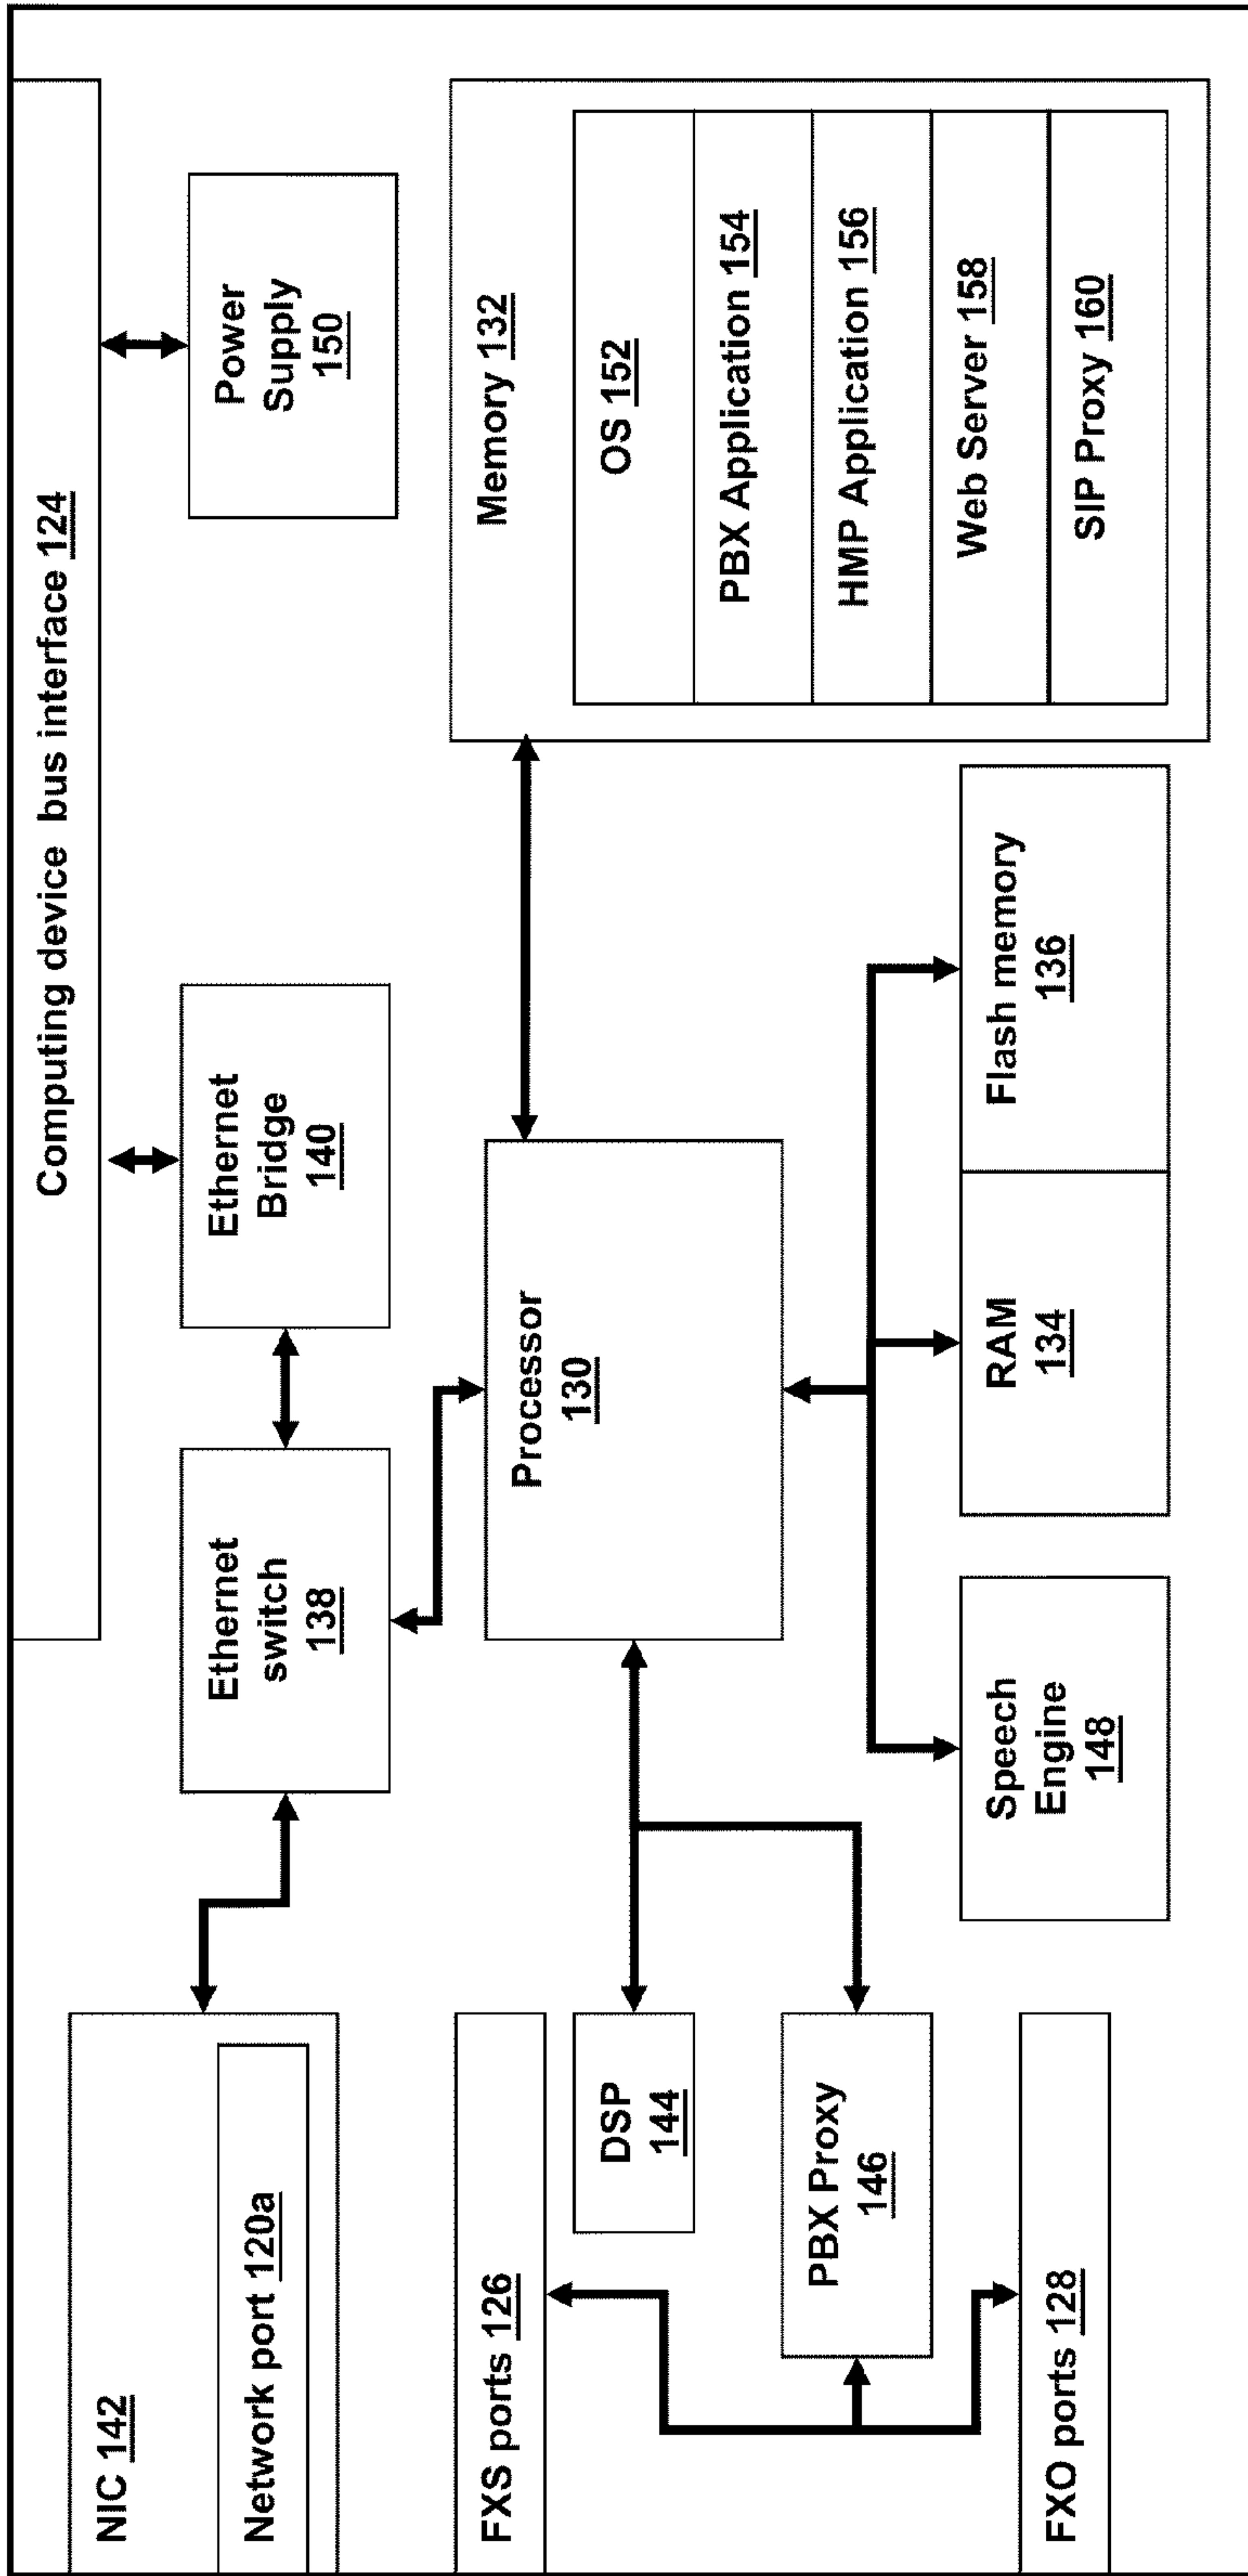 Computing device bus interface 124
NIC 142
Network port 120a
Ethernet
switch
138
Ethernet
Bridge
140
Power
Supply
150
FXS ports 126
DSP
144
PBX Proxy
146
FXO ports 128
Processor
130
Speech
Engine
148
RAM
134
Flash memory
136
Memory 132
OS 152
PBX Application 154
HMP Application 156
Web Server 158
SIP Proxy 160